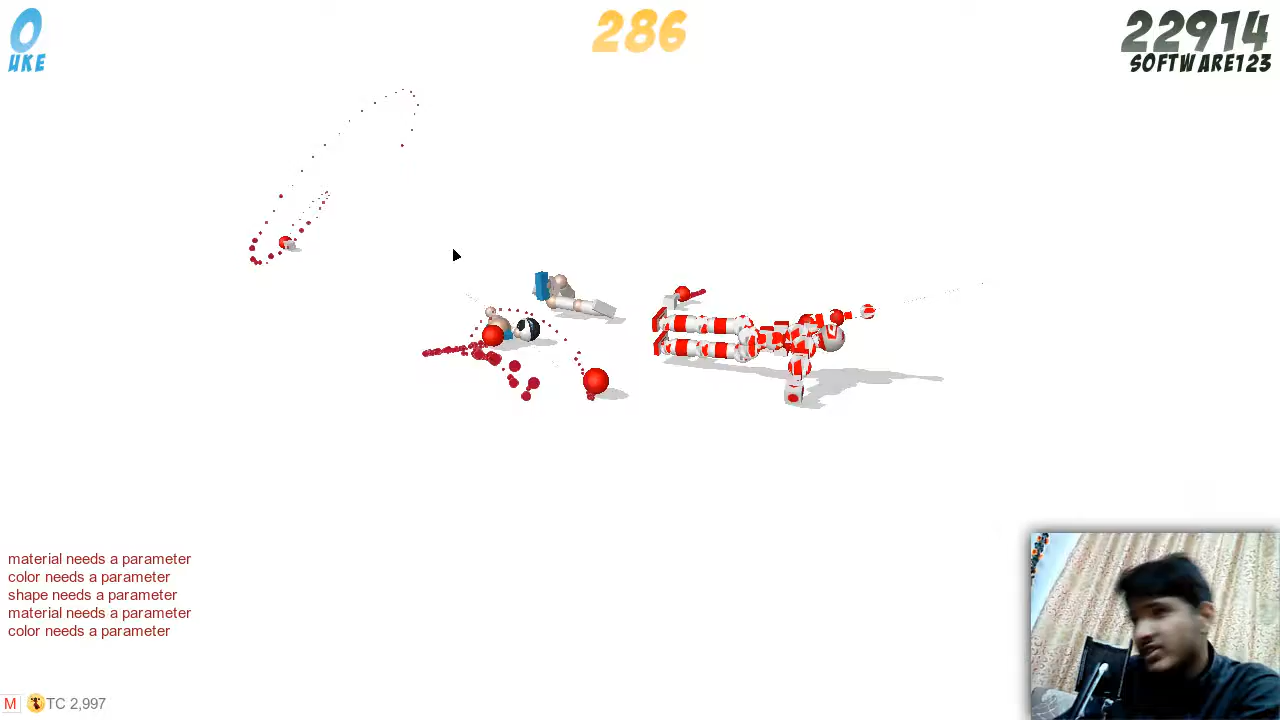 0
UKE
286
22914
SOFTWARE123
material needs a parameter
color needs a parameter
shape needs a parameter
material needs a parameter
color needs a parameter
M TC 2,997